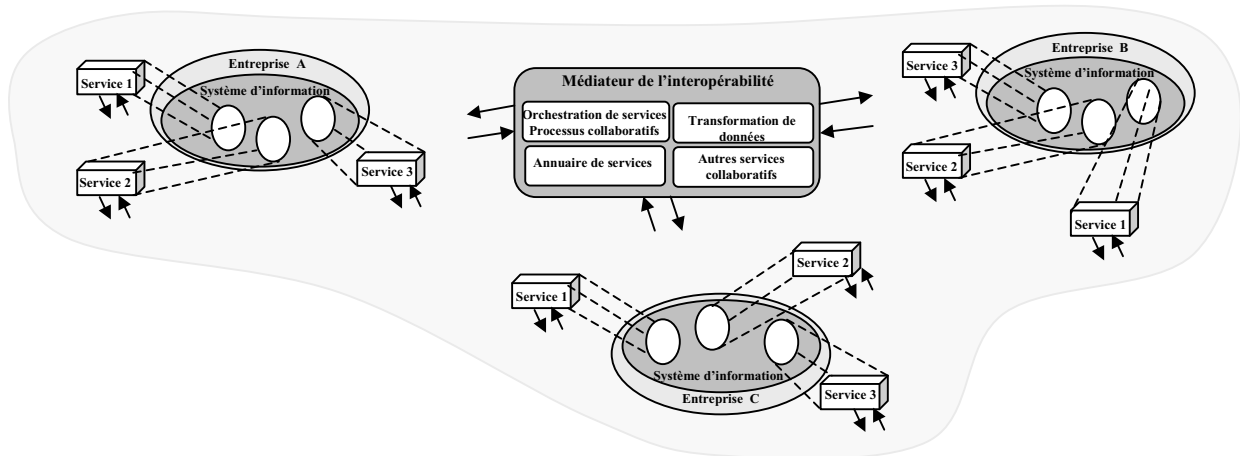 Entreprise A
Système d'information
Service 1
Service 2
Service 3
Médiateur de l'interopérabilité
Orchestration de services
Processus collaboratifs
Transformation de
données
Annuaire de services
Autres services
collaboratifs
Entreprise B
Système d'information
Service 3
Service 2
Service 1
Service 1
Service 2
Système d'information
Entreprise C
Service 3